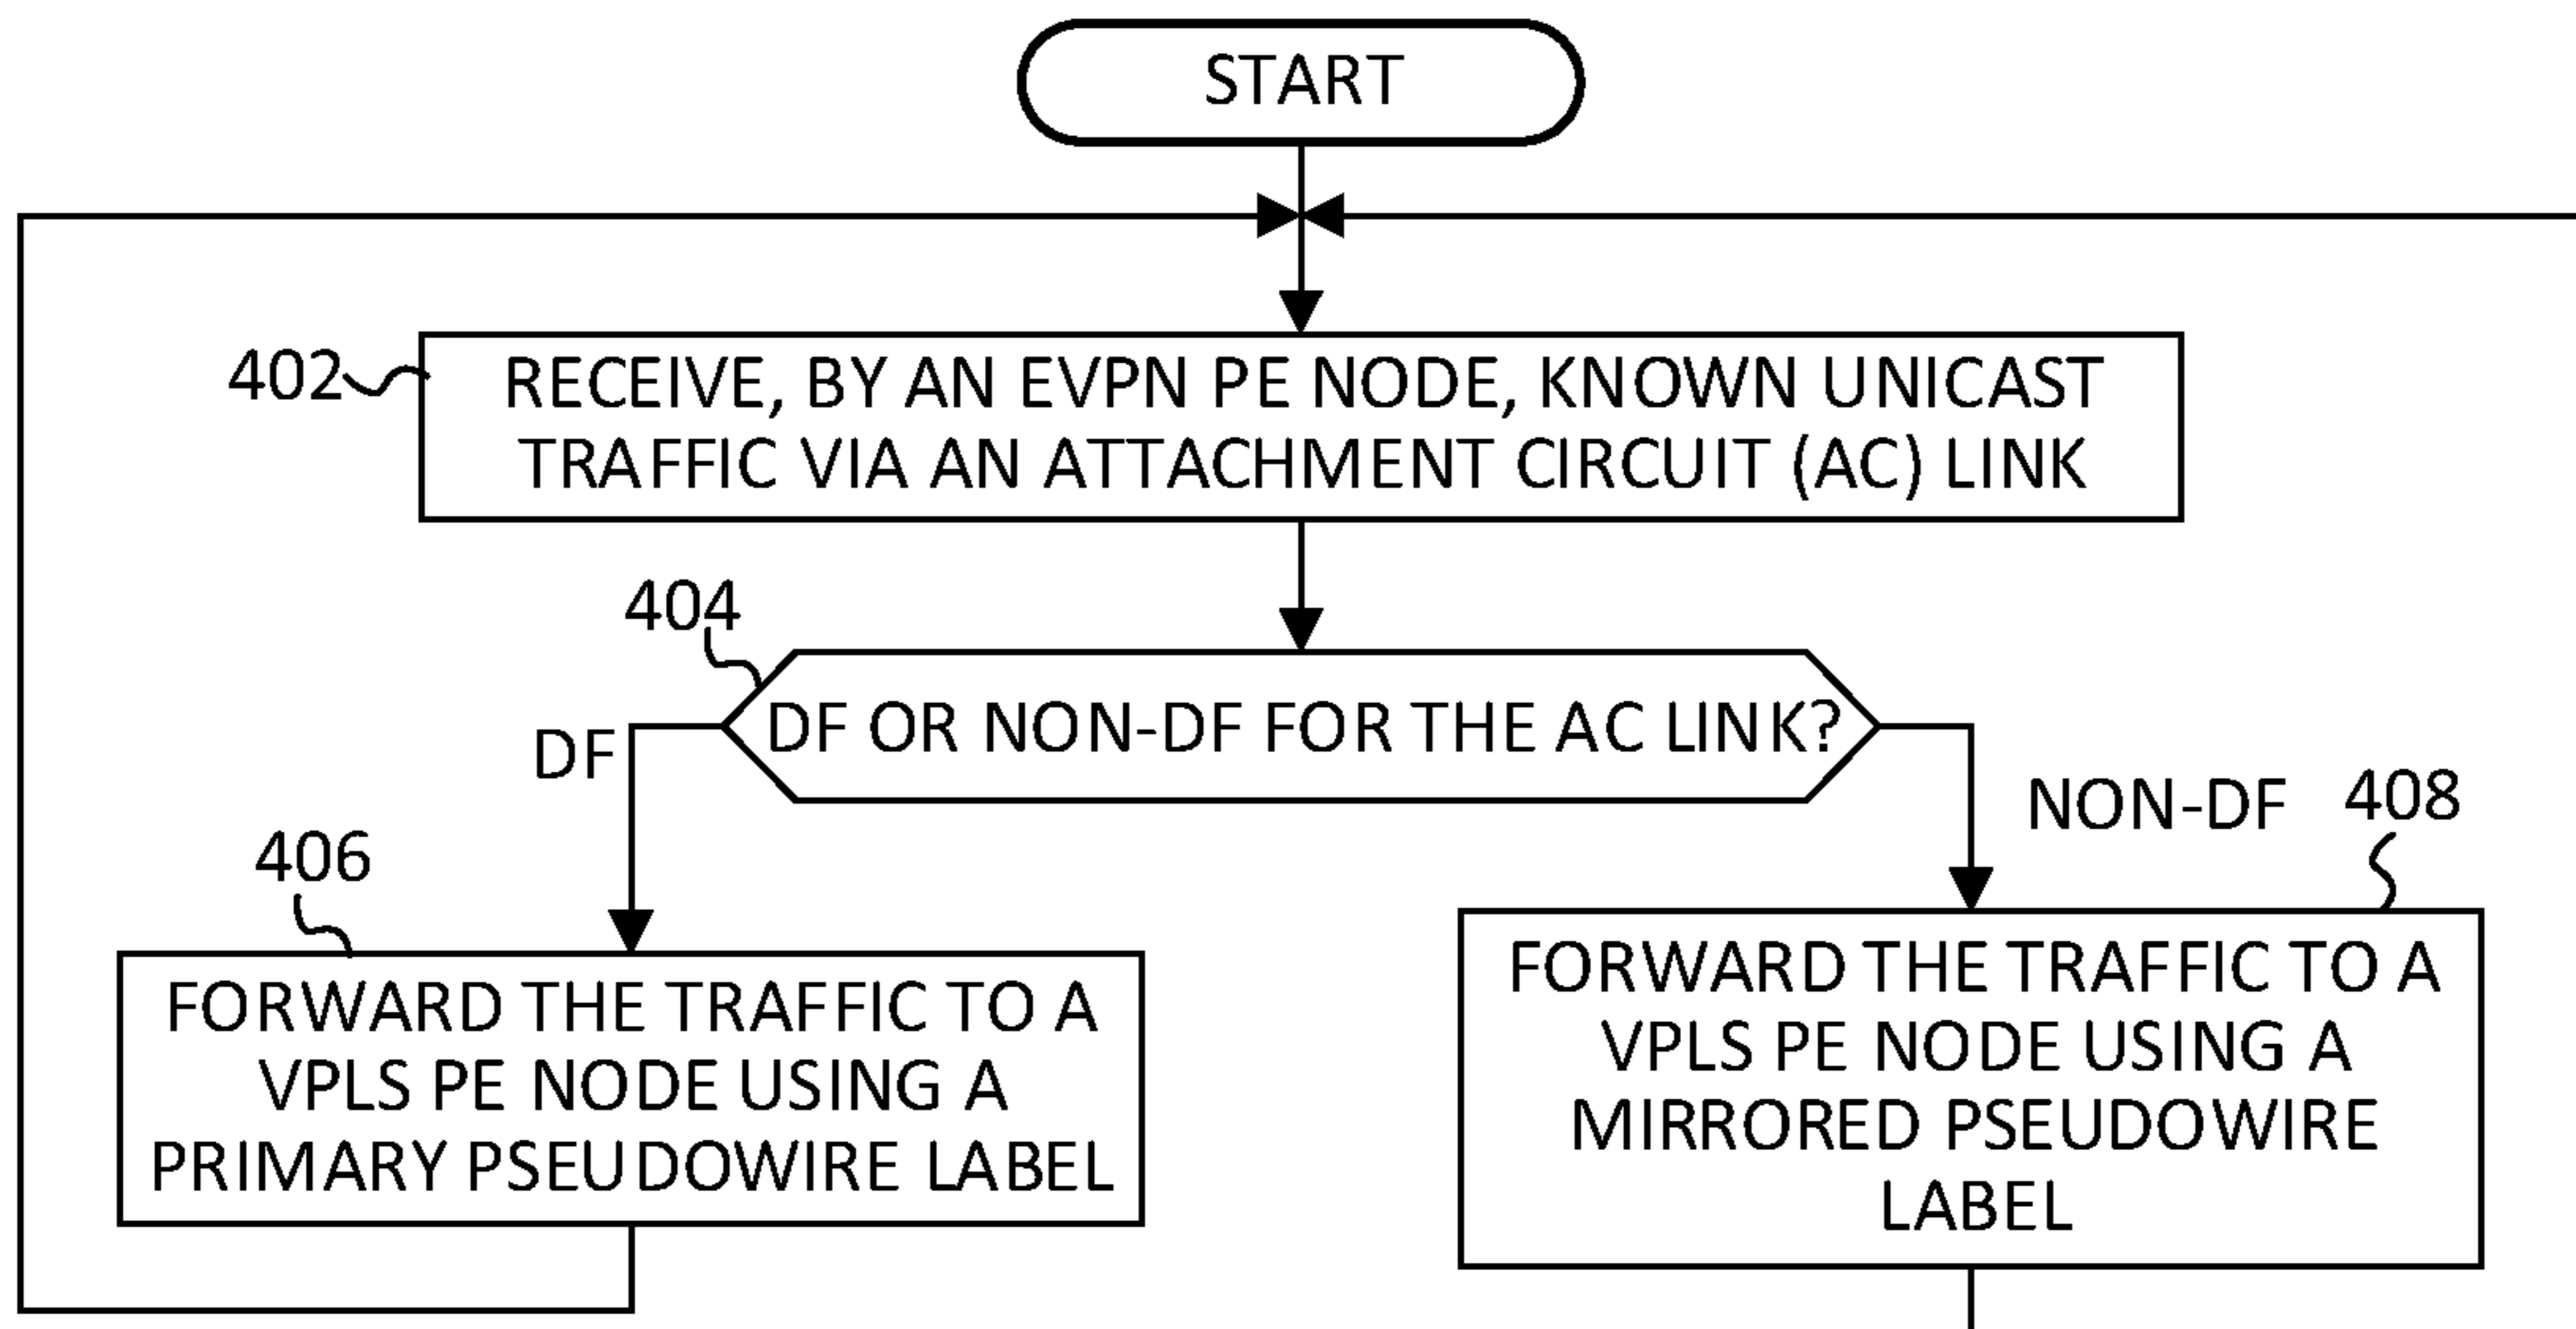 START
402
RECEIVE, BY AN EVPN PE NODE, KNOWN UNICAST
TRAFFIC VIA AN ATTACHMENT CIRCUIT (AC) LINK
404
DF OR NON-DF FOR THE AC LINK?
DF
NON-DF
406
FORWARD THE TRAFFIC TO A
VPLS PE NODE USING A
PRIMARY PSEUDOWIRE LABEL
408
FORWARD THE TRAFFIC TO A
VPLS PE NODE USING A
MIRRORED PSEUDOWIRE
LABEL